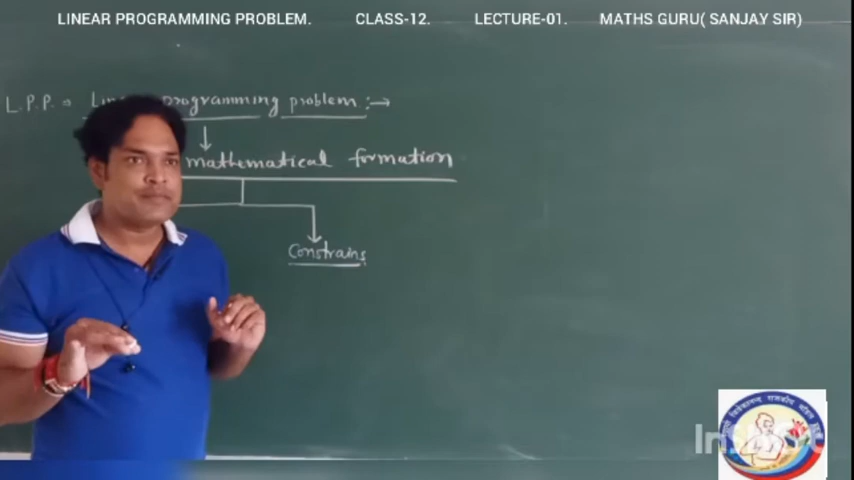 LINEAR PROGRAMMING PROBLEM. CLASS-12. LECTURE-01. MATHS GURU( SANJAY SIR)
L.P.P. ⇒ programming problem :→
mathematical formation
Constrains